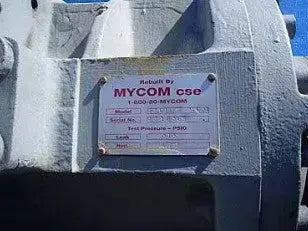 Rebuilt By
MYCOM cse
1-800-80-MYCOM
Model
Serial No.
Test Pressure - PSIG
Leak